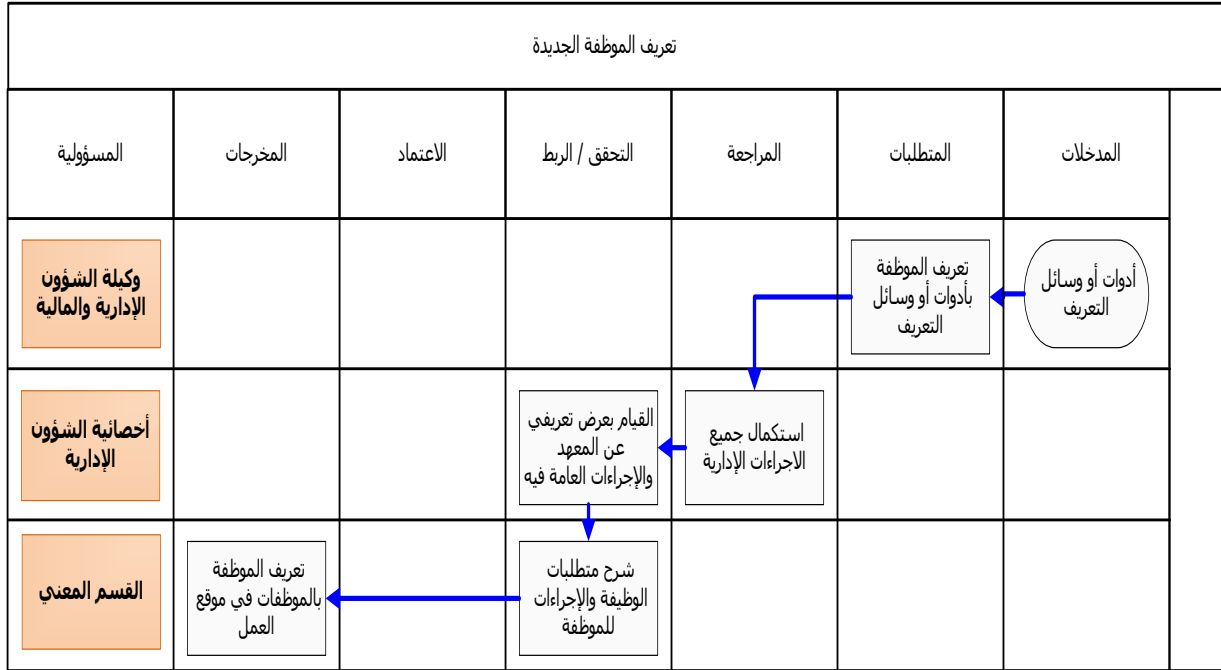 تعريف الموظفة الجديدة
المدخلات
المتطلبات
المراجعة
التحقق / الربط
الاعتماد
المخرجات
المسؤولية
أدوات أو وسائل
التعريف
تعريف الموظفة
بأدوات أو وسائل
التعريف
وكيلة الشؤون
الإدارية والمالية
استكمال جميع
الاجراءات الإدارية
القيام بعرض تعريفي
عن المعهد
والإجراءات العامة فيه
أخصائية الشؤون
الإدارية
شرح متطلبات
الوظيفة والإجراءات
للموظفة
تعريف الموظفة
بالموظفات في موقع
العمل
القسم المعني